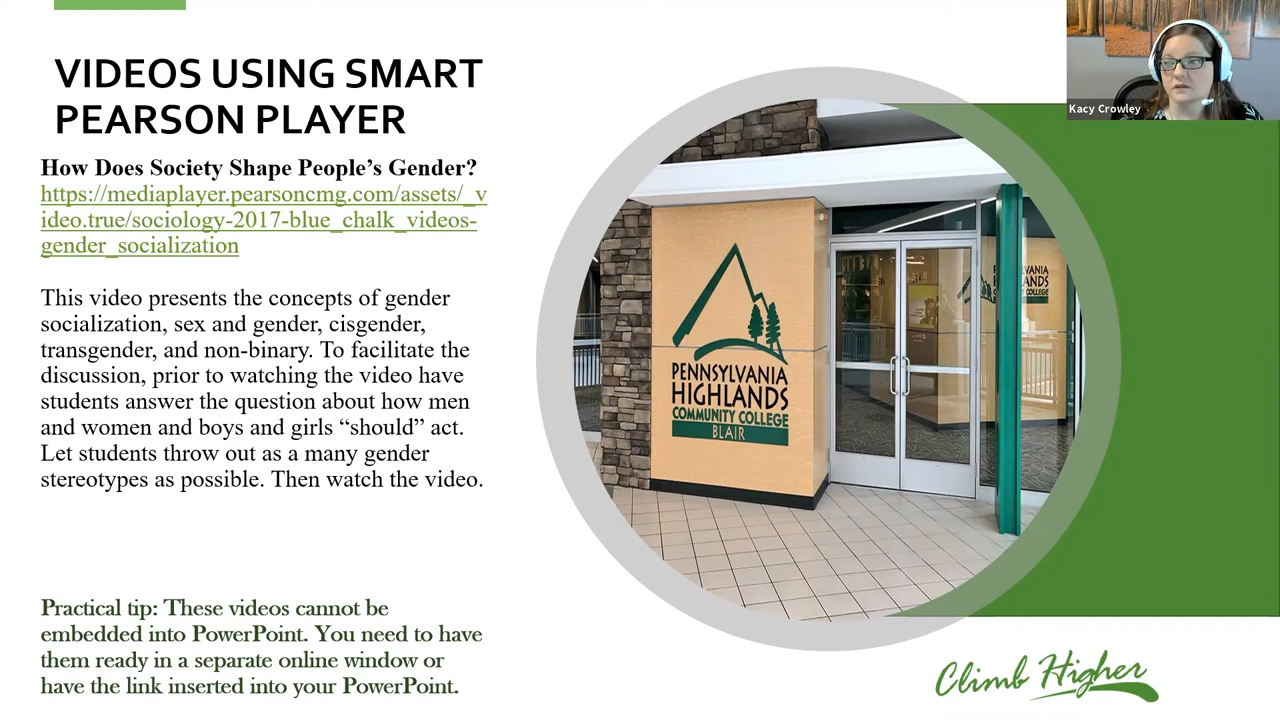 VIDEOS USING SMART
PEARSON PLAYER
How Does Society Shape People’s Gender?
https://mediaplayer.pearsoncmg.com/assets/_v
ideo.true/sociology-2017-blue_chalk_videos-
gender_socialization
This video presents the concepts of gender
socialization, sex and gender, cisgender,
transgender, and non-binary. To facilitate the
discussion, prior to watching the video have
students answer the question about how men
and women and boys and girls “should” act.
Let students throw out as a many gender
stereotypes as possible. Then watch the video.
Practical tip: These videos cannot be
embedded into PowerPoint. You need to have
them ready in a separate online window or
have the link inserted into your PowerPoint.
Kacy Crowley
PENNSYLVANIA
HIGHLANDS
COMMUNITY COLLEGE
BLAIR
Climb Higher